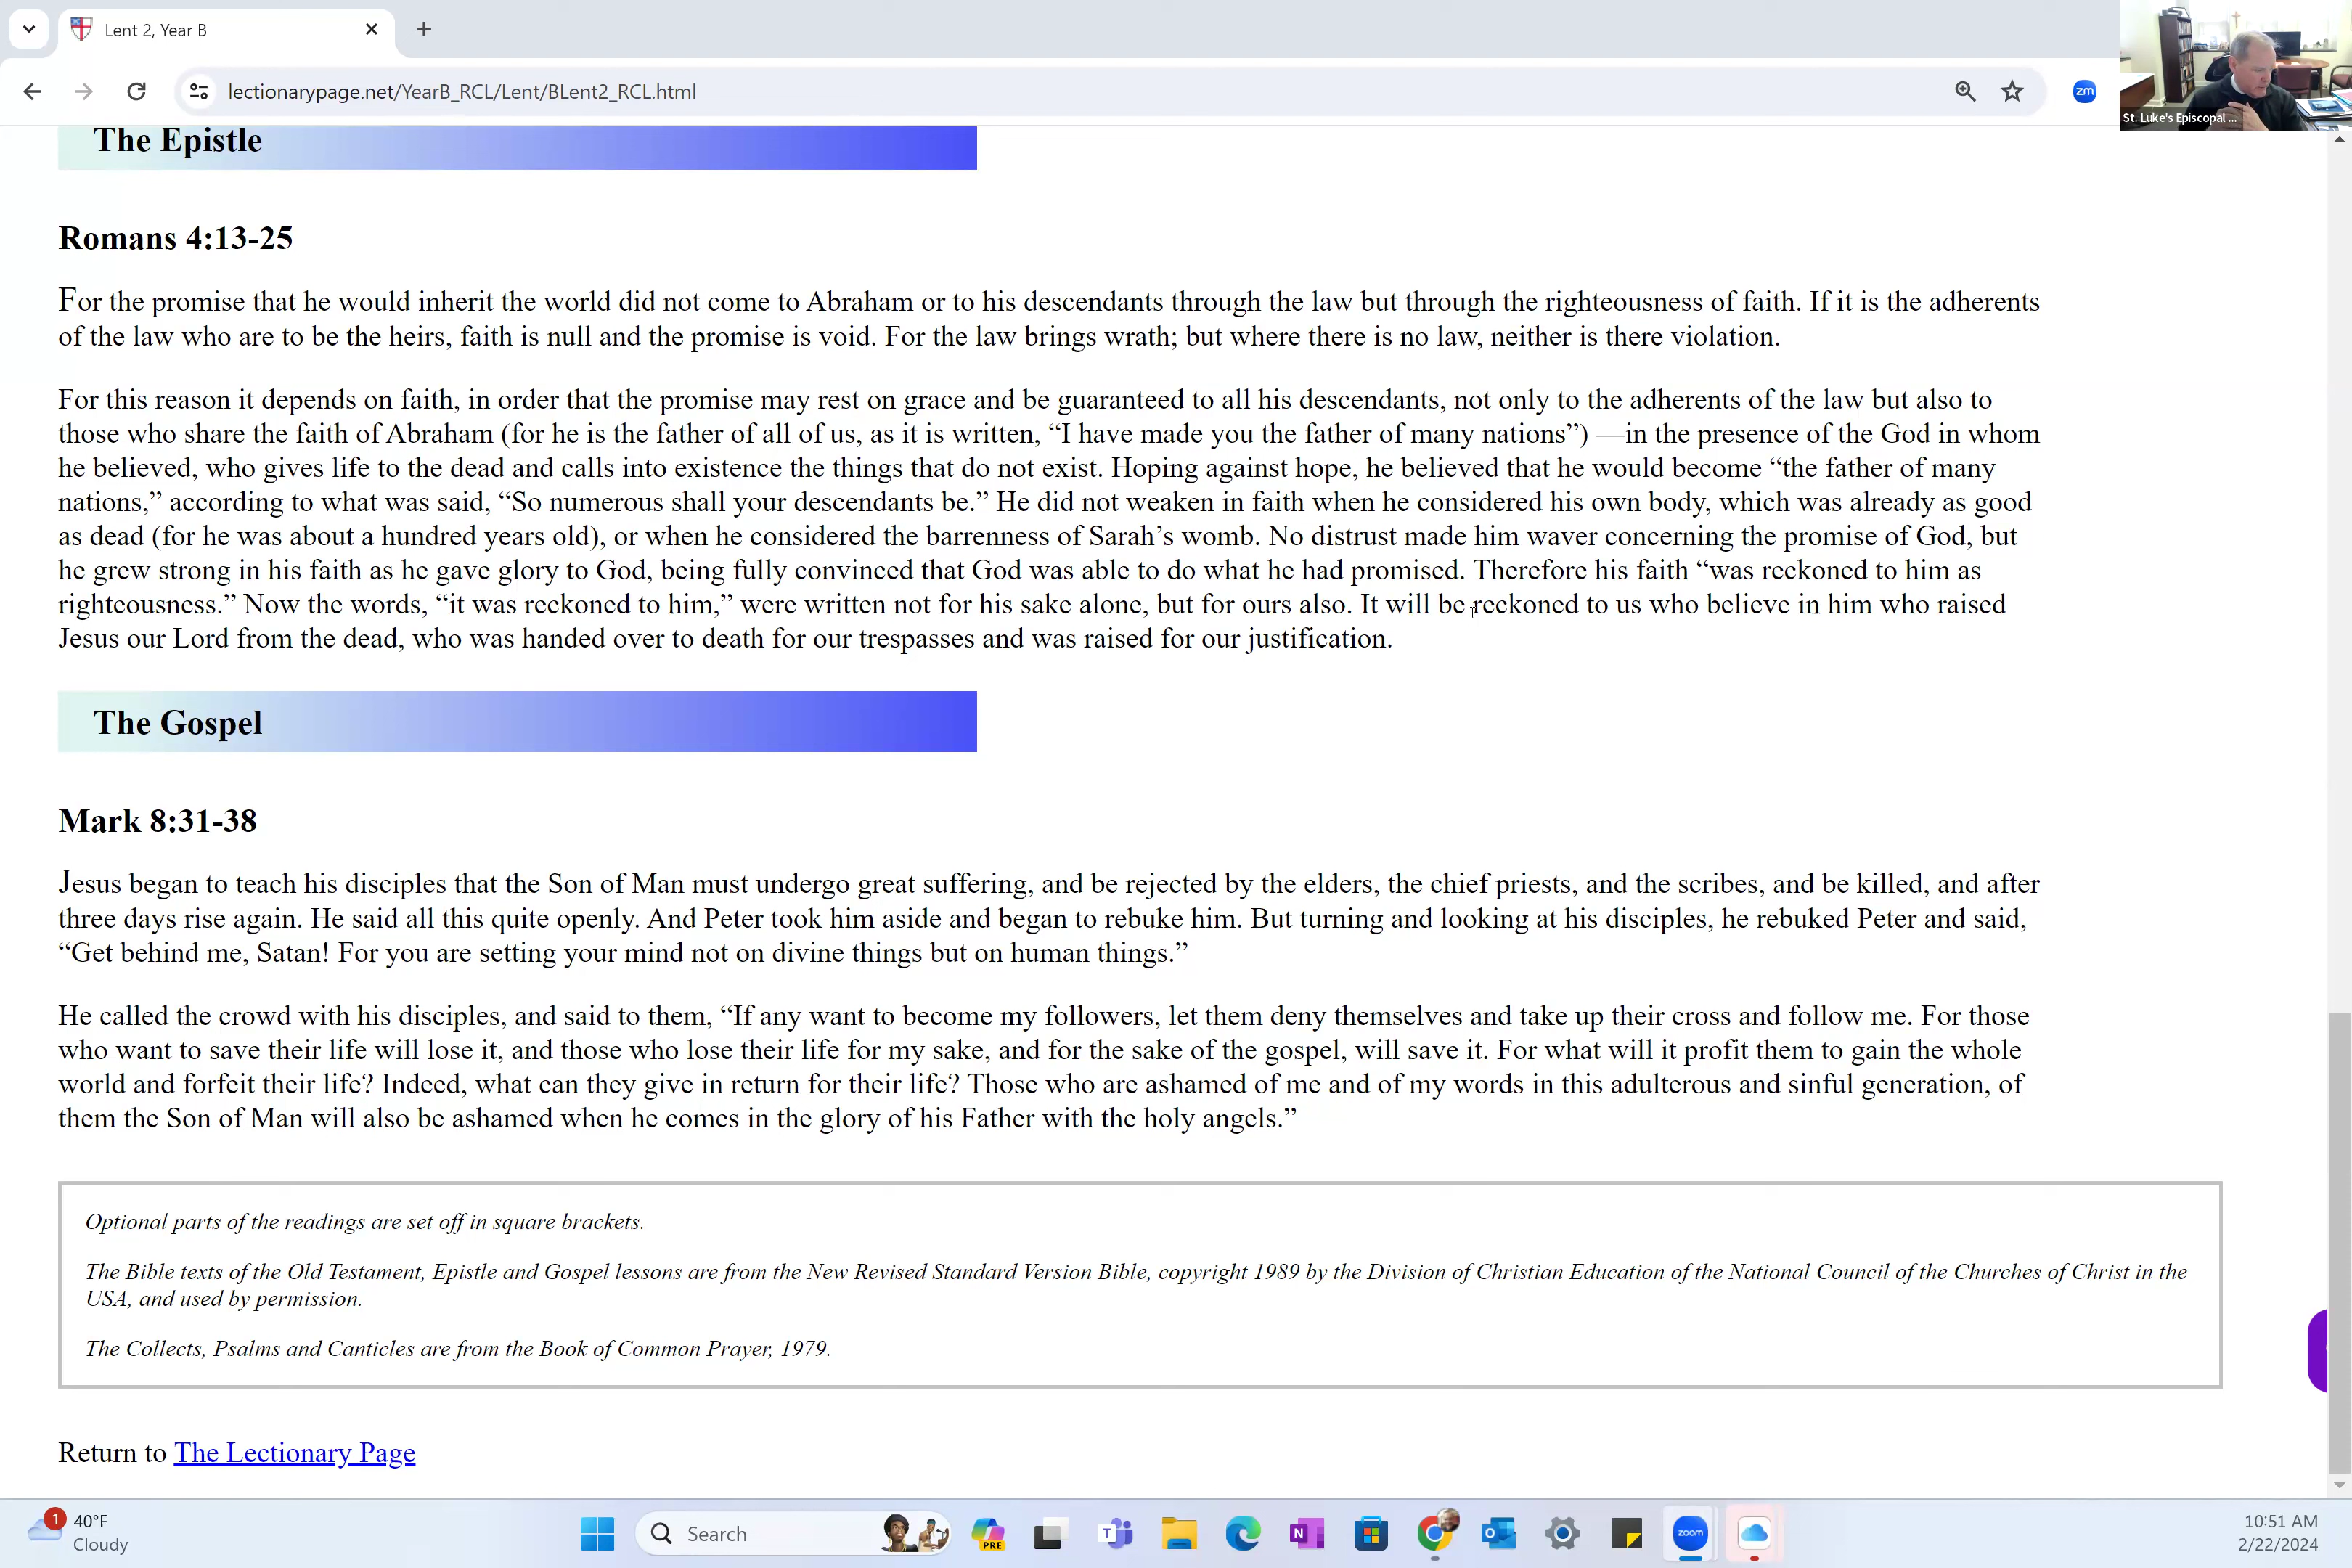 Lent 2, Year B
lectionarypage.net/YearB_RCL/Lent/BLent2_RCL.html
zm
St. Luke's Episcopal ...
The Epistle
Romans 4:13-25
For the promise that he would inherit the world did not come to Abraham or to his descendants through the law but through the righteousness of faith. If it is the adherents
of the law who are to be the heirs, faith is null and the promise is void. For the law brings wrath; but where there is no law, neither is there violation.
For this reason it depends on faith, in order that the promise may rest on grace and be guaranteed to all his descendants, not only to the adherents of the law but also to
those who share the faith of Abraham (for he is the father of all of us, as it is written, “I have made you the father of many nations”) —in the presence of the God in whom
he believed, who gives life to the dead and calls into existence the things that do not exist. Hoping against hope, he believed that he would become “the father of many
nations,” according to what was said, “So numerous shall your descendants be.” He did not weaken in faith when he considered his own body, which was already as good
as dead (for he was about a hundred years old), or when he considered the barrenness of Sarah’s womb. No distrust made him waver concerning the promise of God, but
he grew strong in his faith as he gave glory to God, being fully convinced that God was able to do what he had promised. Therefore his faith “was reckoned to him as
righteousness.” Now the words, “it was reckoned to him,” were written not for his sake alone, but for ours also. It will be reckoned to us who believe in him who raised
Jesus our Lord from the dead, who was handed over to death for our trespasses and was raised for our justification.
The Gospel
Mark 8:31-38
Jesus began to teach his disciples that the Son of Man must undergo great suffering, and be rejected by the elders, the chief priests, and the scribes, and be killed, and after
three days rise again. He said all this quite openly. And Peter took him aside and began to rebuke him. But turning and looking at his disciples, he rebuked Peter and said,
“Get behind me, Satan! For you are setting your mind not on divine things but on human things.”
He called the crowd with his disciples, and said to them, “If any want to become my followers, let them deny themselves and take up their cross and follow me. For those
who want to save their life will lose it, and those who lose their life for my sake, and for the sake of the gospel, will save it. For what will it profit them to gain the whole
world and forfeit their life? Indeed, what can they give in return for their life? Those who are ashamed of me and of my words in this adulterous and sinful generation, of
them the Son of Man will also be ashamed when he comes in the glory of his Father with the holy angels.”
Optional parts of the readings are set off in square brackets.
The Bible texts of the Old Testament, Epistle and Gospel lessons are from the New Revised Standard Version Bible, copyright 1989 by the Division of Christian Education of the National Council of the Churches of Christ in the
USA, and used by permission.
The Collects, Psalms and Canticles are from the Book of Common Prayer, 1979.
Return to The Lectionary Page
1
40°F
Cloudy
Search
PRE
T
N
O
zoom
10:51 AM
2/22/2024